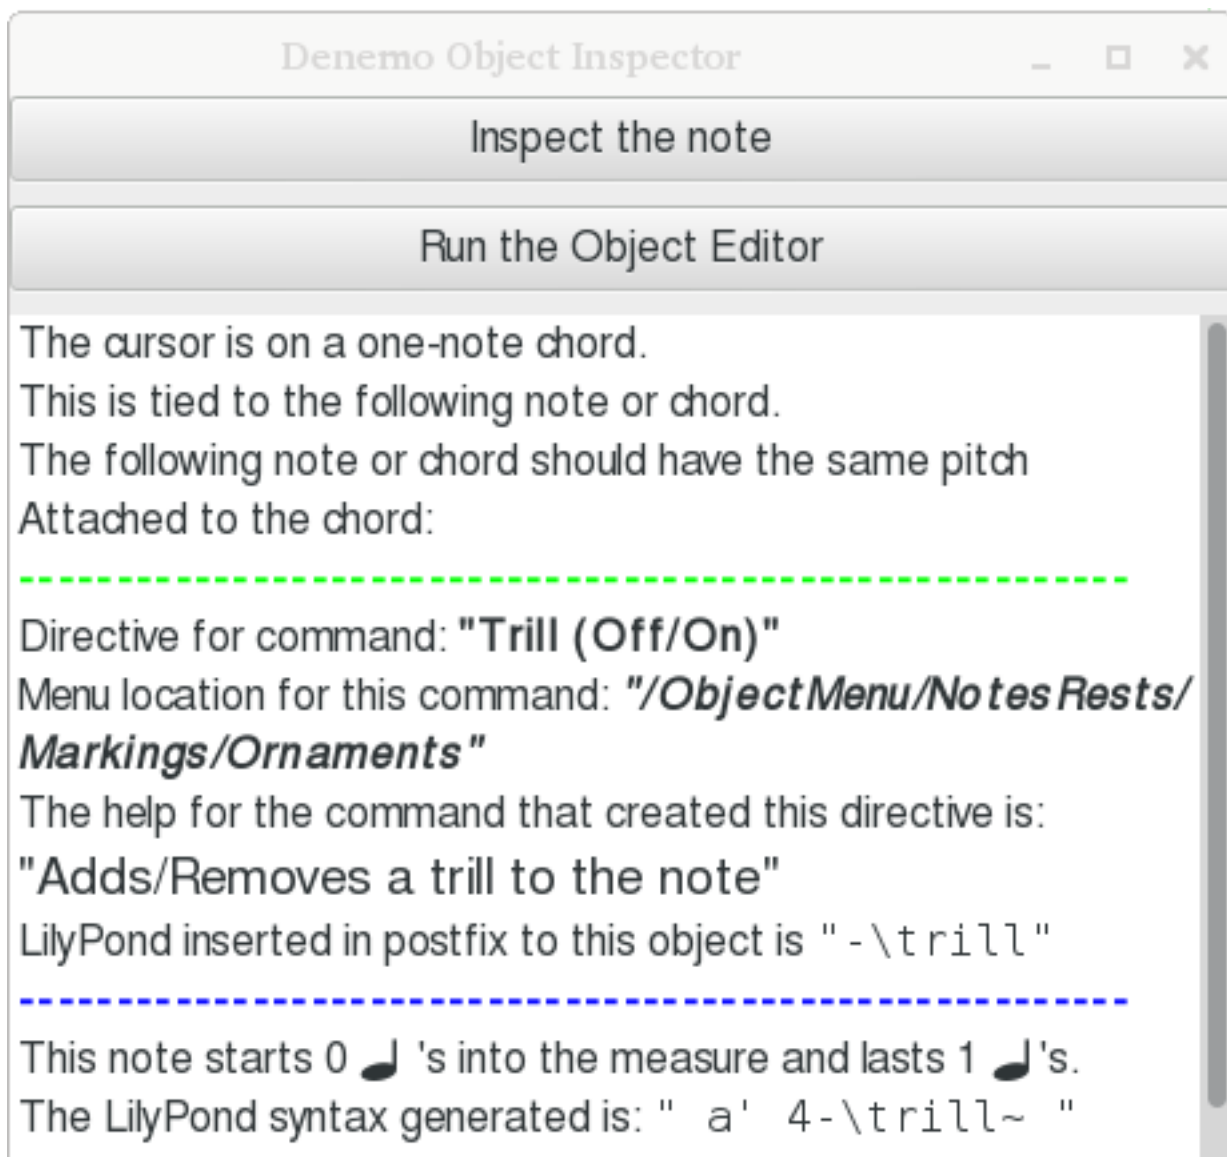 Denemo Object Inspector
Inspect the note
Run the Object Editor
The cursor is on a one-note chord.
This is tied to the following note or chord.
The following note or chord should have the same pitch
Attached to the chord:
---------------------------------------------------------
Directive for command: "Trill (Off/On)"
Menu location for this command: "/ObjectMenu/NotesRests/
Markings/Ornaments"
The help for the command that created this directive is:
"Adds/Removes a trill to the note"
LilyPond inserted in postfix to this object is "-\trill"
---------------------------------------------------------
This note starts 0 𝅘𝅥 's into the measure and lasts 1 𝅘𝅥 's.
The LilyPond syntax generated is: " a' 4-\trill~ "